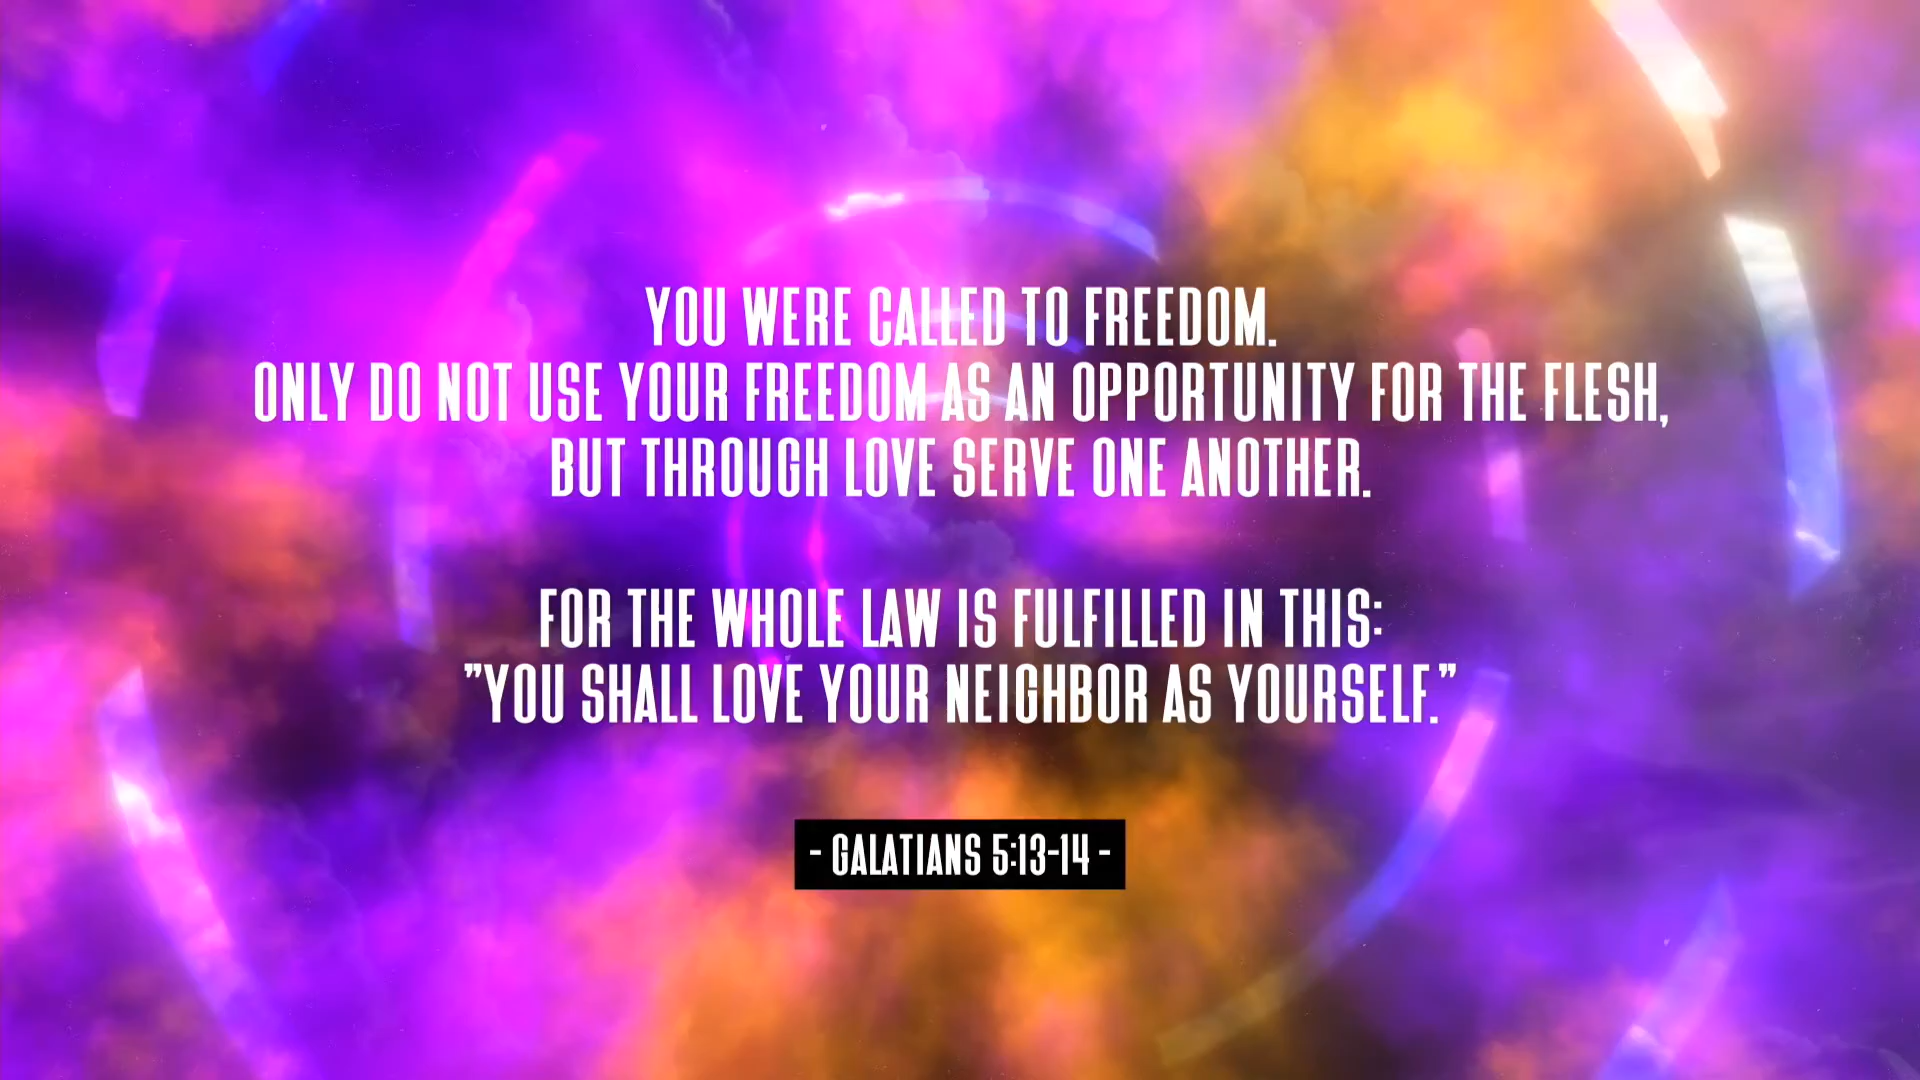 YOU WERE CALLED TO FREEDOM.
ONLY DO NOT USE YOUR FREEDOM AS AN OPPORTUNITY FOR THE FLESH,
BUT THROUGH LOVE SERVE ONE ANOTHER.
FOR THE WHOLE LAW IS FULFILLED IN THIS:
”YOU SHALL LOVE YOUR NEIGHBOR AS YOURSELF.”
- GALATIANS 5:13-14 -